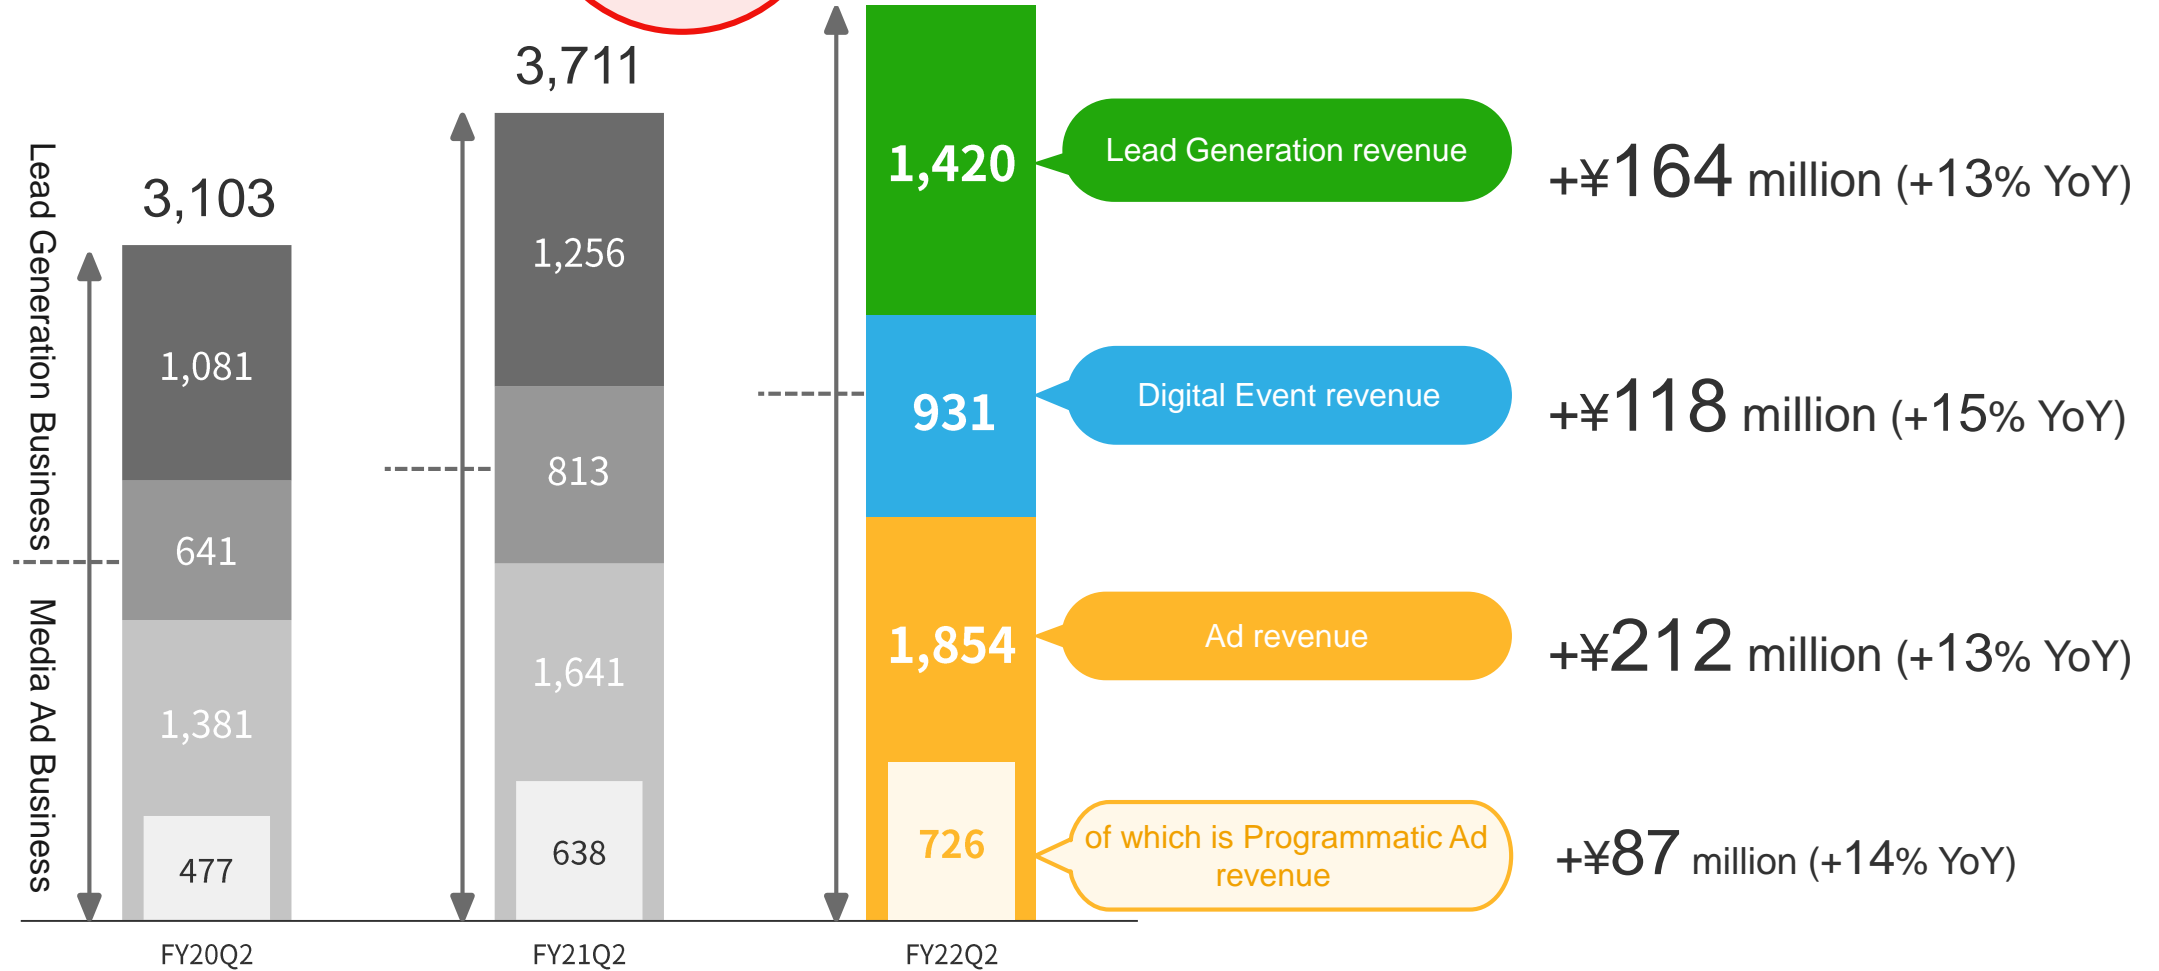 3,711
3,103
Lead Generation Business
Media Ad Business
1,081
641
1,381
477
1,256
813
1,641
638
1,420
931
1,854
726
Lead Generation revenue
+¥164 million (+13% YoY)
Digital Event revenue
+¥118 million (+15% YoY)
Ad revenue
+¥212 million (+13% YoY)
of which is Programmatic Ad
revenue
+¥87 million (+14% YoY)
FY20Q2
FY21Q2
FY22Q2